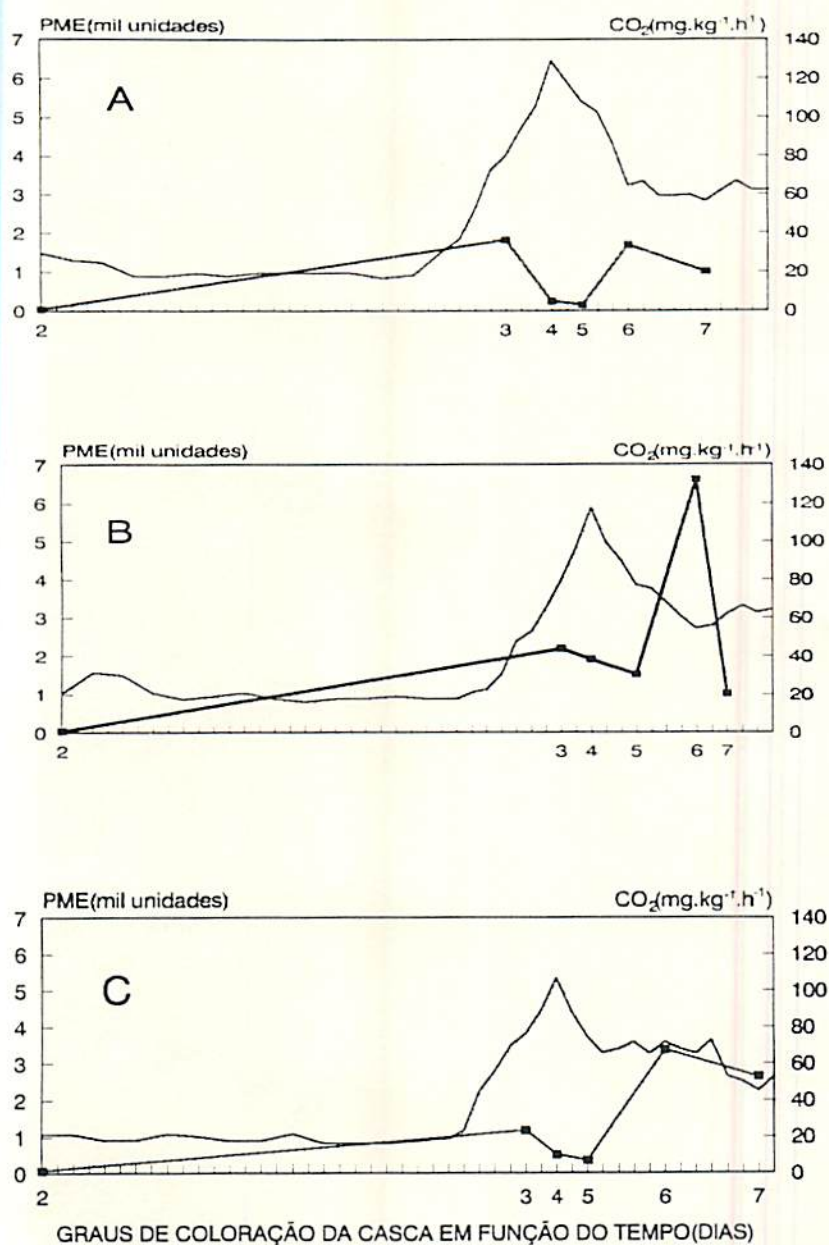 PME(mil unidades) CO₂(mg.kg⁻¹.h¹)
7 140
6 120
A
5 100
4 80
3 60
2 40
1 20
0 0
2 3 4 5 6 7
PME(mil unidades) CO₂(mg.kg⁻¹.h¹)
7 140
6 120
B
5 100
4 80
3 60
2 40
1 20
0 0
2 3 4 5 6 7
PME(mil unidades) CO₂(mg.kg⁻¹.h⁻¹)
7 140
6 120
C
5 100
4 80
3 60
2 40
1 20
0 0
2 3 4 5 6 7
GRAUS DE COLORAÇÃO DA CASCA EM FUNÇÃO DO TEMPO(DIAS)